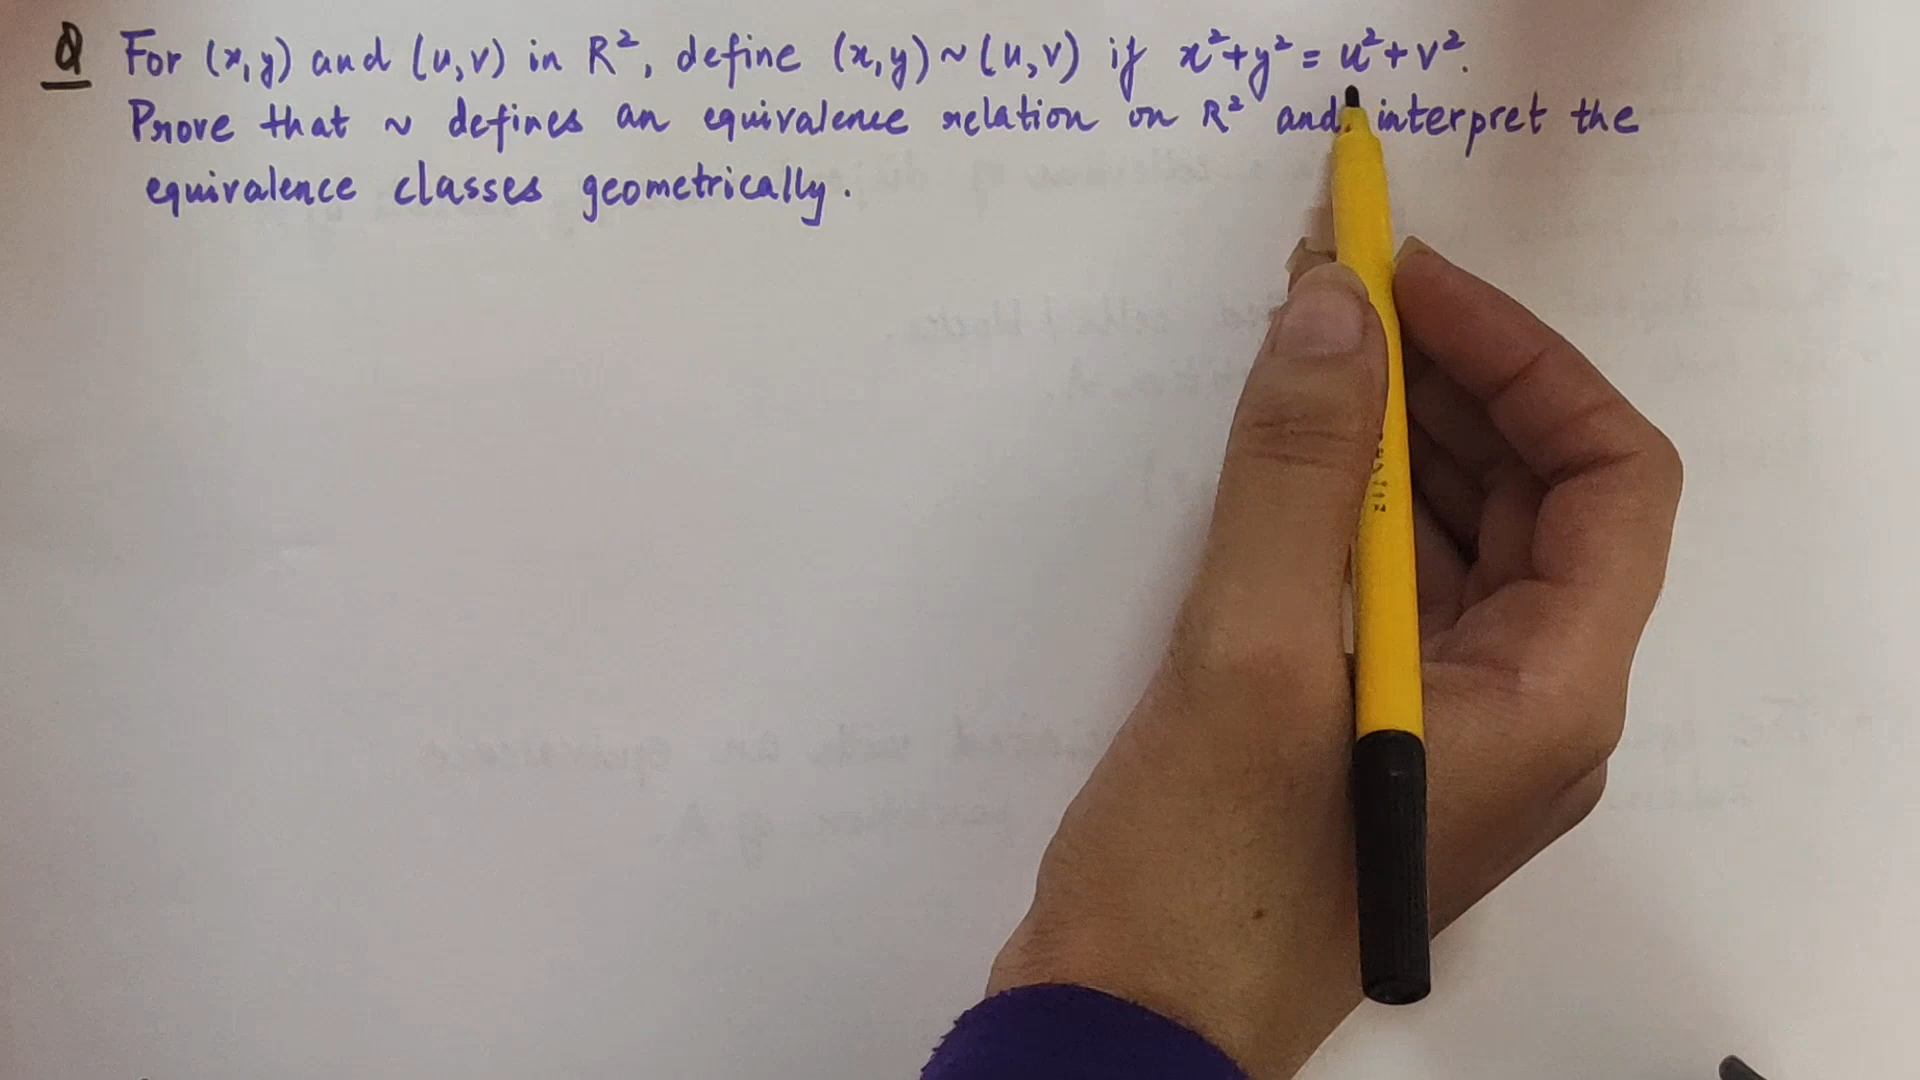 Q For (x,y) and (u,v) in R², define (x,y) ~ (u,v) if x²+y² = u²+v².
Prove that ~ defines an equivalence relation on R² and interpret the
equivalence classes geometrically.